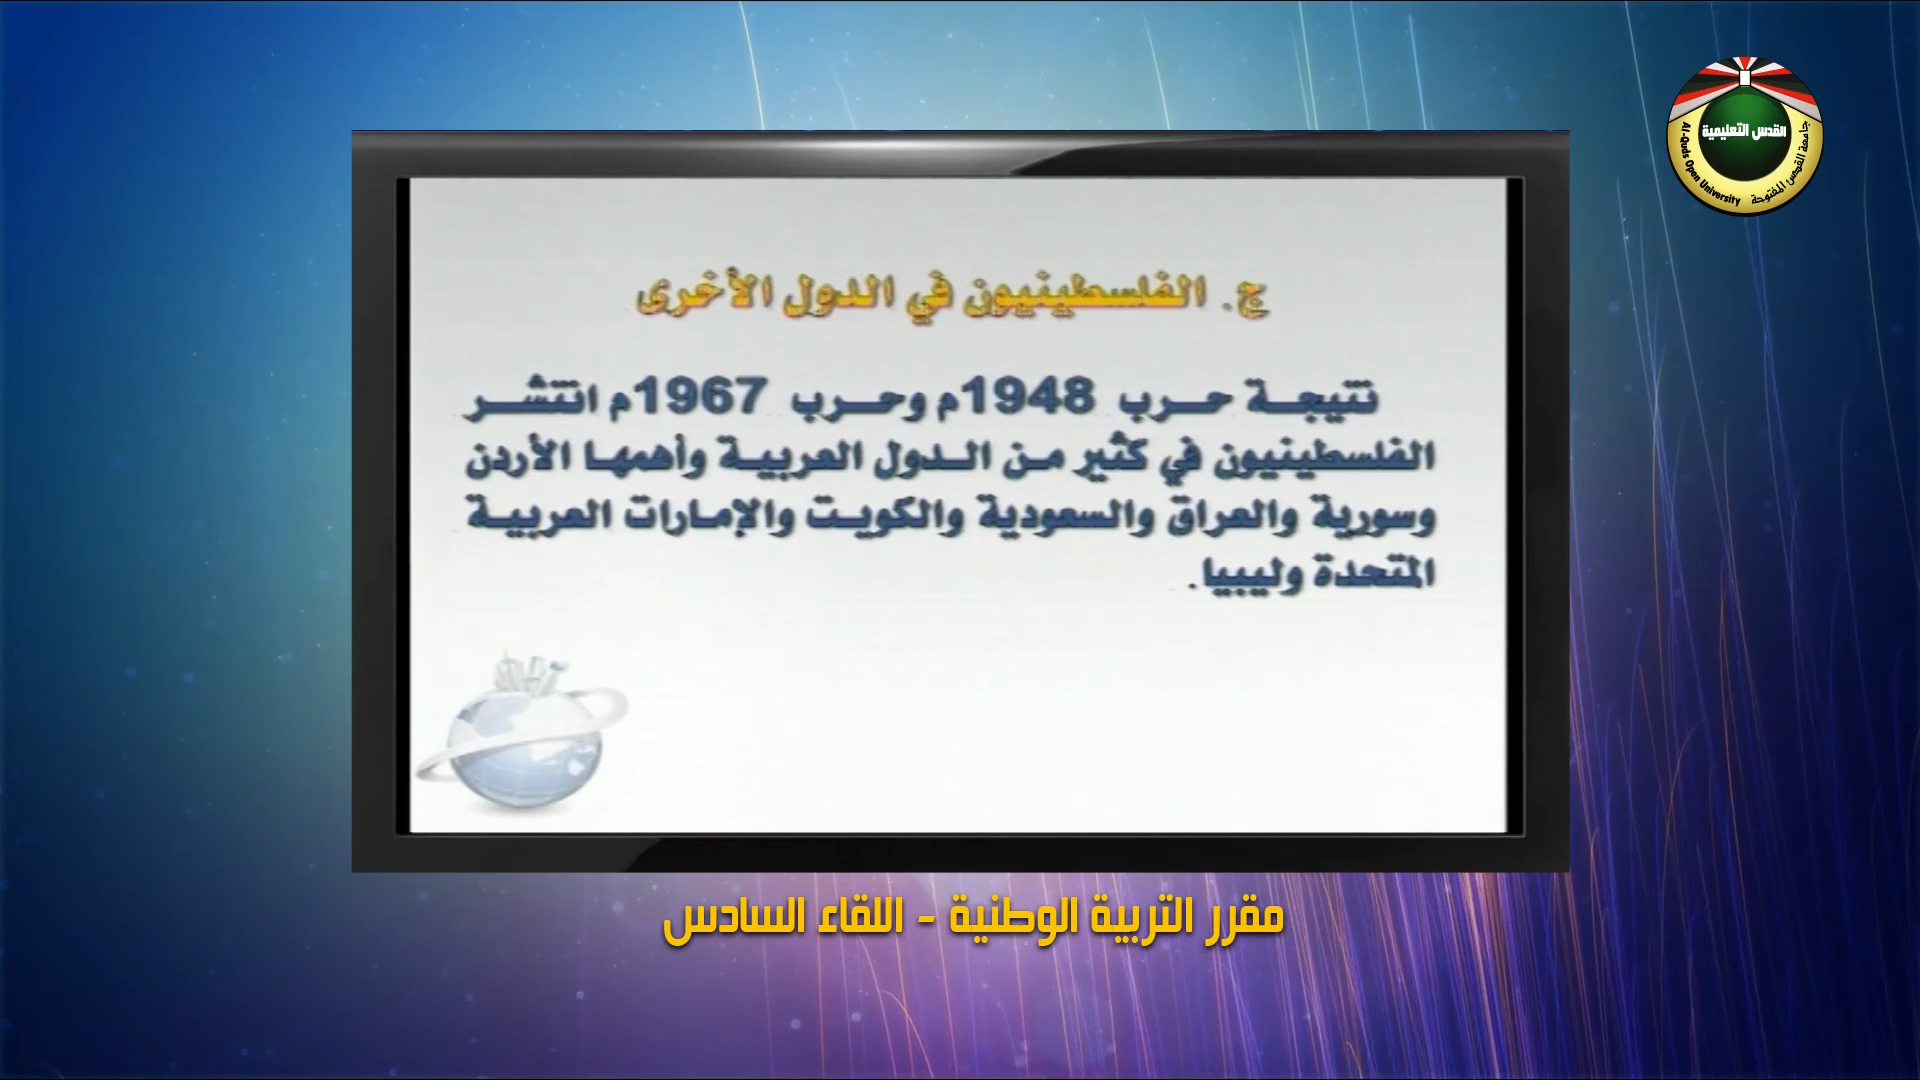 القدس التعليمية
جامعة القدس المفتوحة
Al-Quds Open University
ج. الفلسطينيون في الدول الأخرى
نتيجة حرب 1948م وحرب 1967م انتشر
الفلسطينيون في كثير من الدول العربية وأهمها الأردن
وسورية والعراق والسعودية والكويت والإمارات العربية
المتحدة وليبيا.
مقرر التربية الوطنية - اللقاء السادس